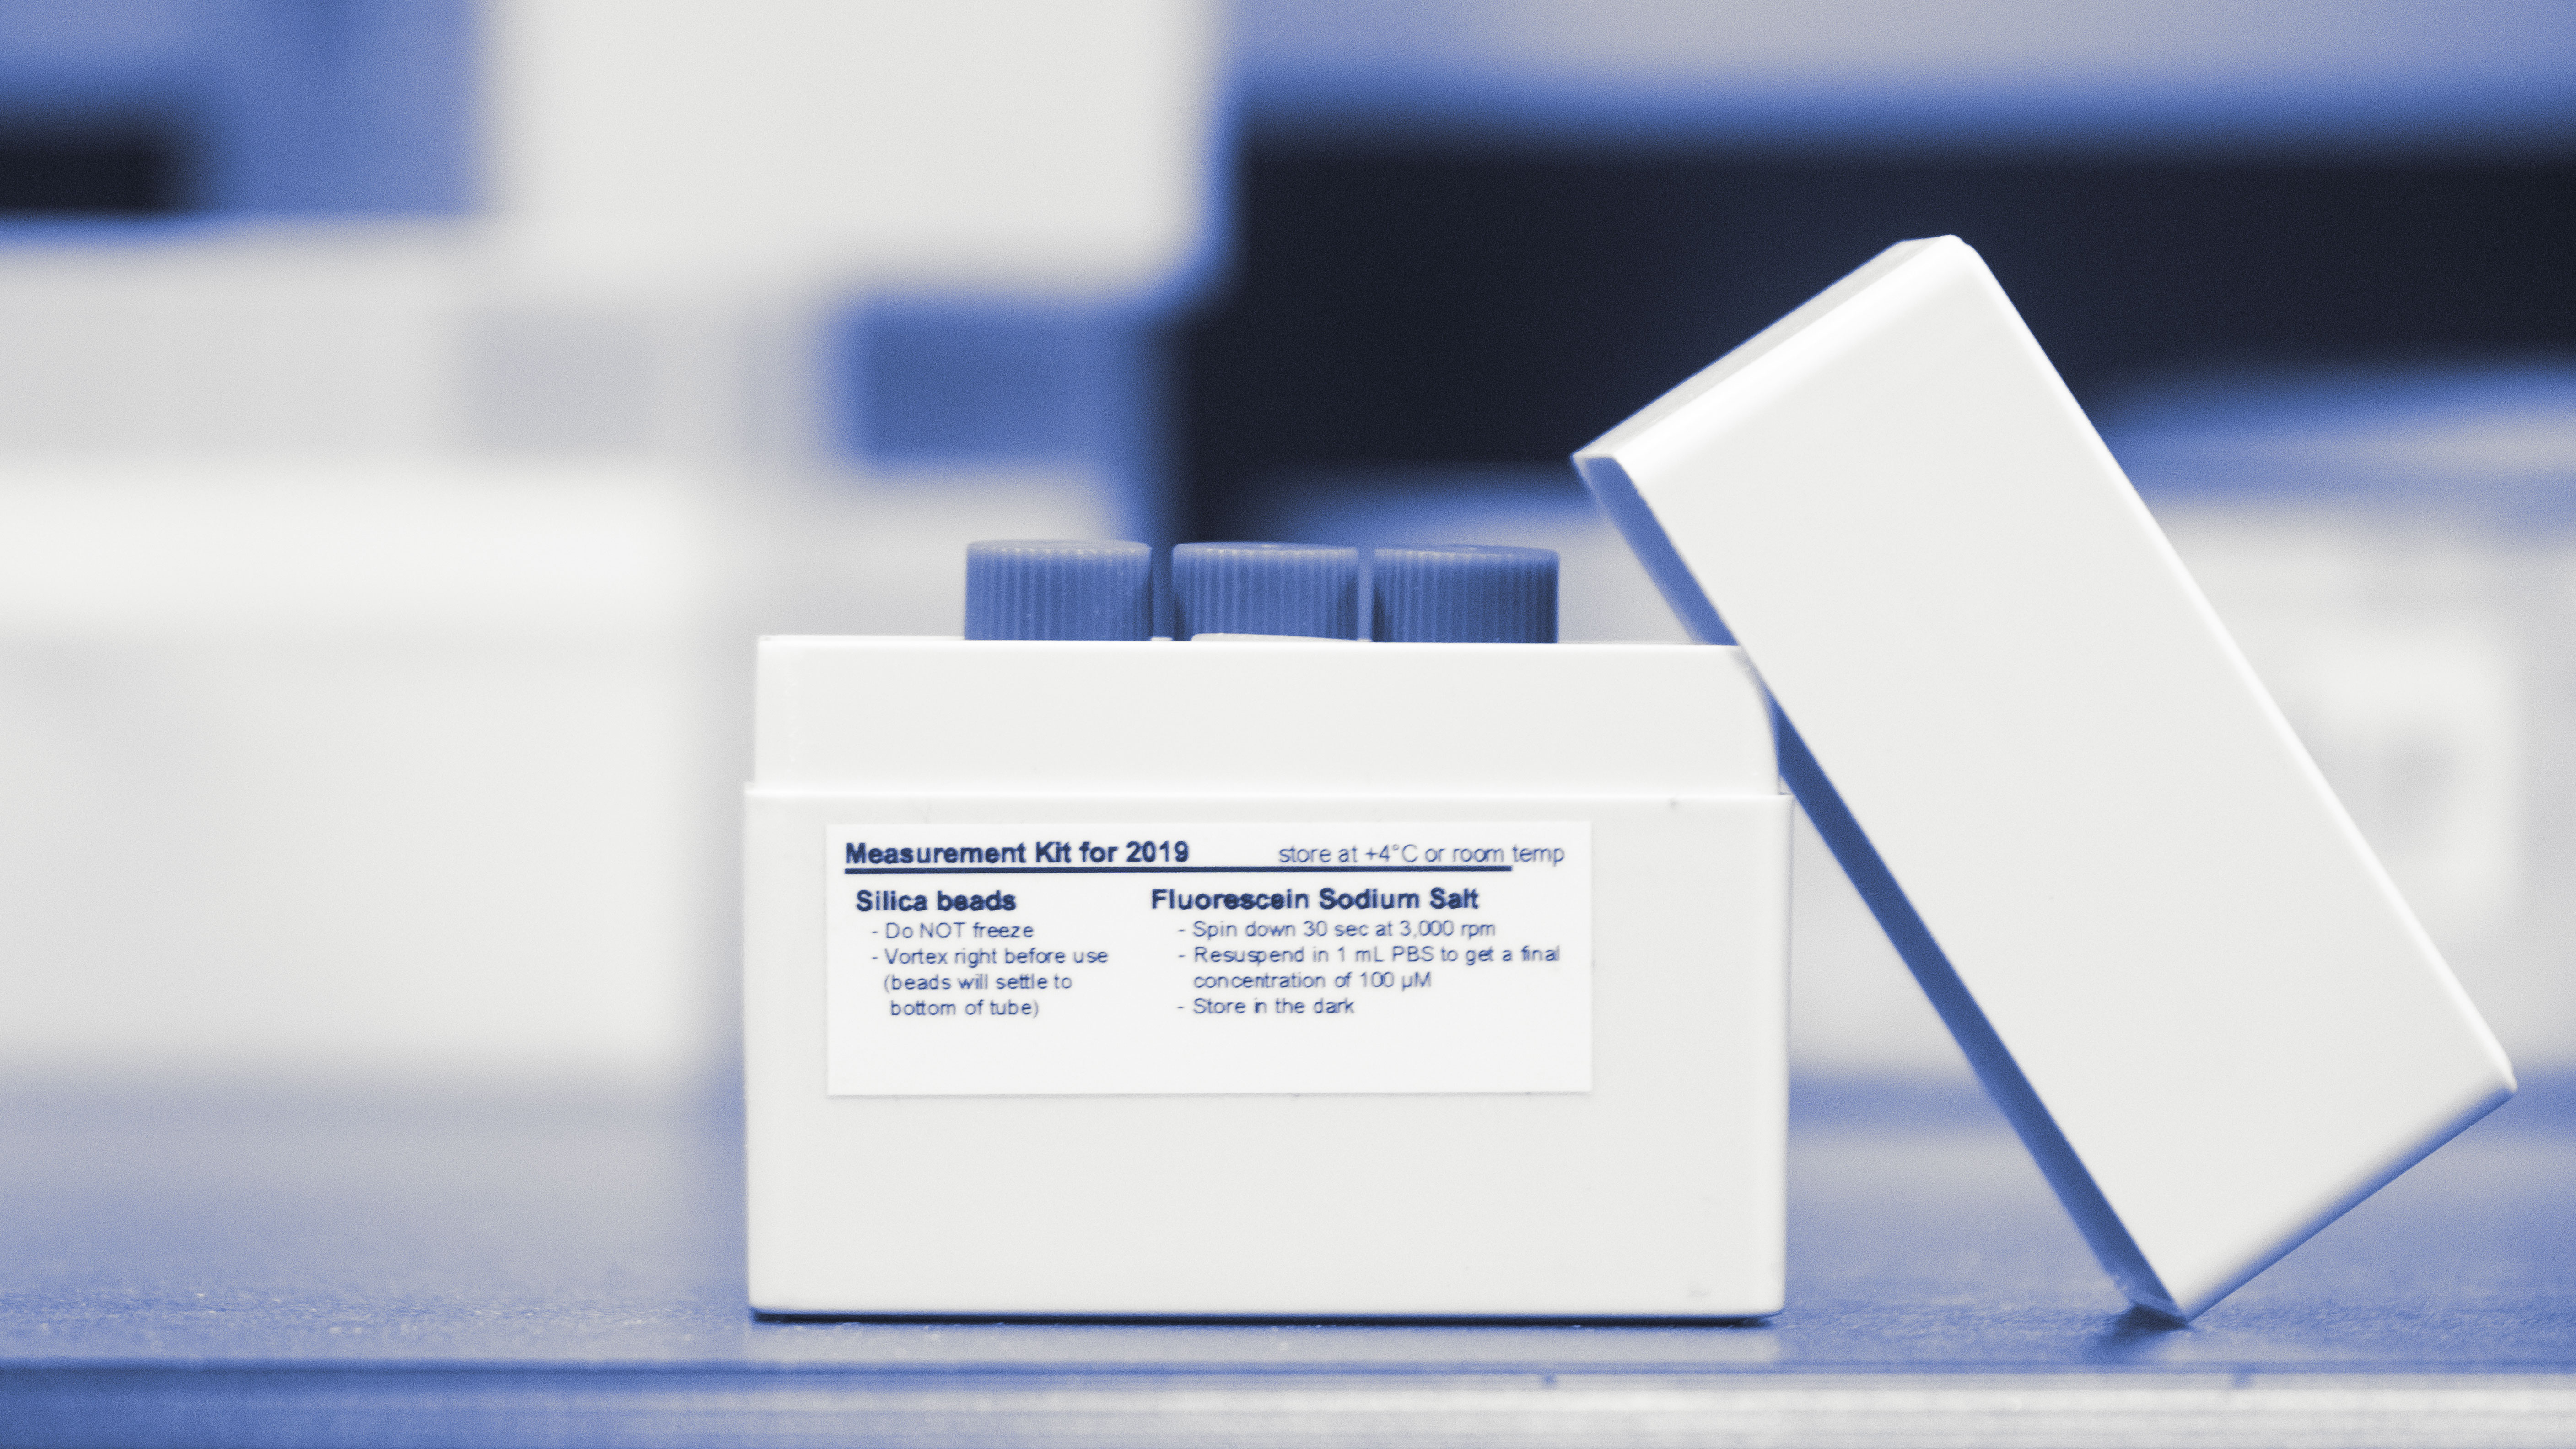 Measurement Kit for 2019 store at +4°C or room temp
Silica beads
- Do NOT freeze
- Vortex right before use
(beads will settle to
bottom of tube)
Fluorescein Sodium Salt
- Spin down 30 sec at 3,000 rpm
- Resuspend in 1 mL PBS to get a final
concentration of 100 µM
- Store in the dark